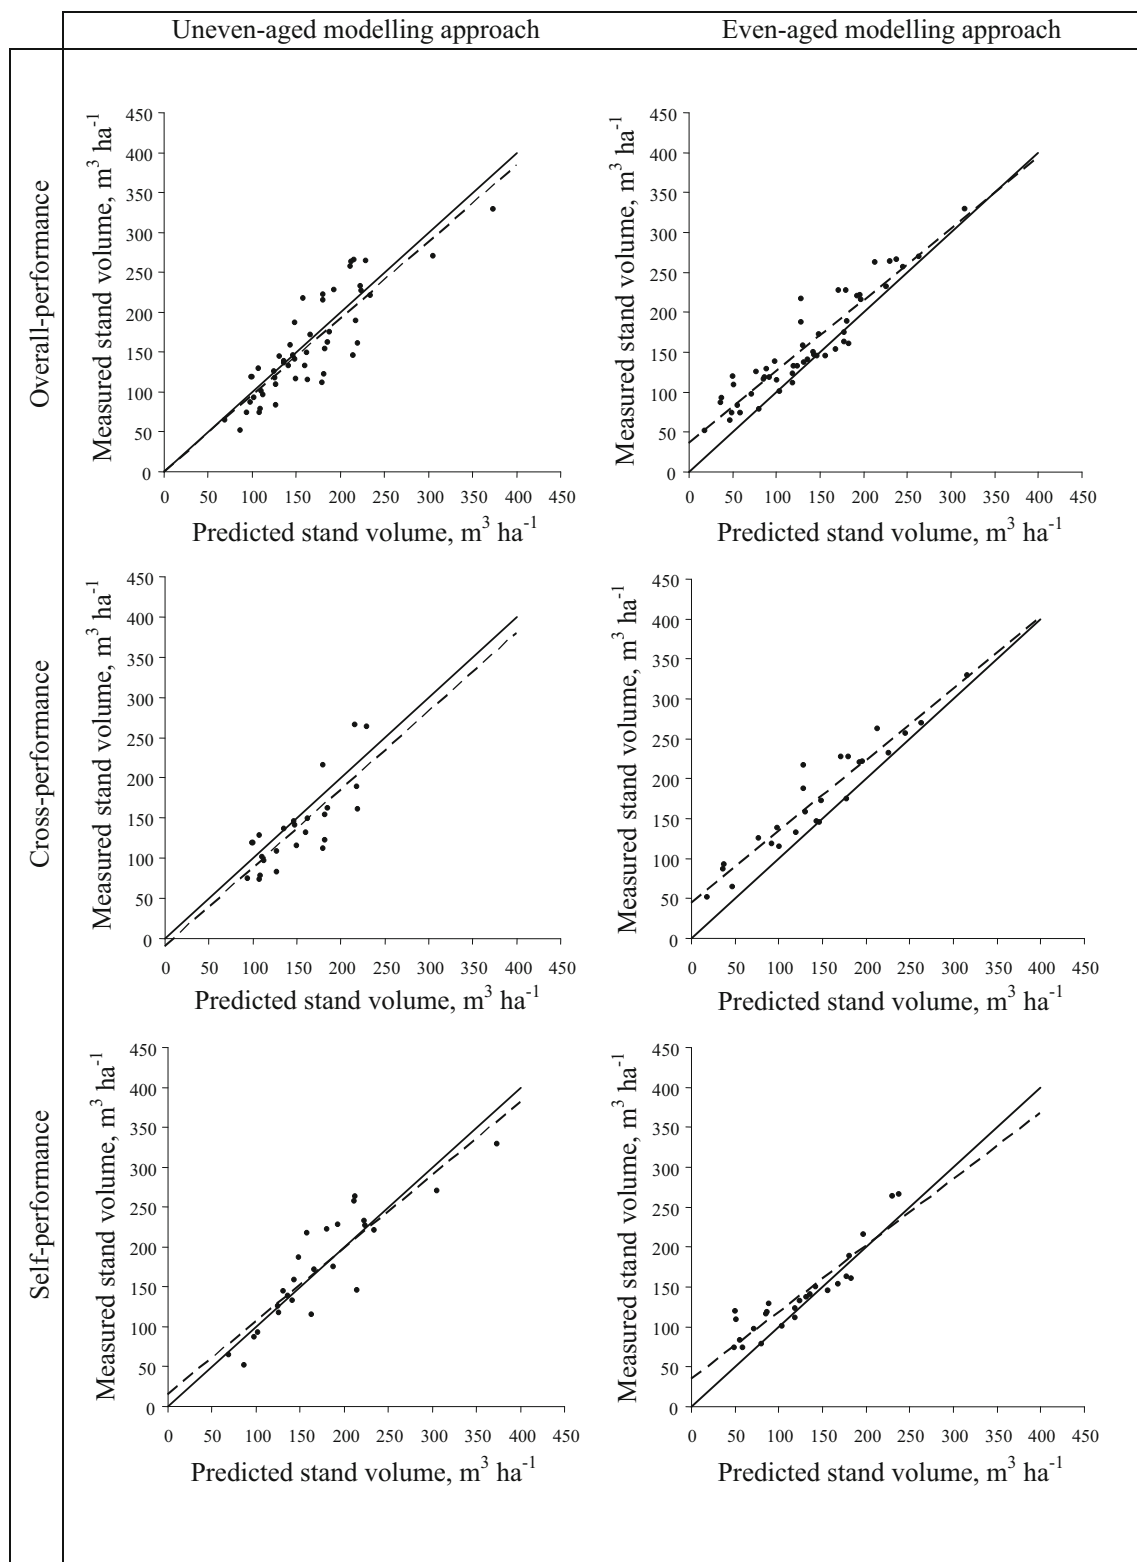 Uneven-aged modelling approach
Even-aged modelling approach
Overall-performance
Measured stand volume, m³ ha⁻¹
450
400
350
300
250
200
150
100
50
0
0 50 100 150 200 250 300 350 400 450
Predicted stand volume, m³ ha⁻¹
Measured stand volume, m³ ha⁻¹
450
400
350
300
250
200
150
100
50
0
0 50 100 150 200 250 300 350 400 450
Predicted stand volume, m³ ha⁻¹
Cross-performance
Measured stand volume, m³ ha⁻¹
450
400
350
300
250
200
150
100
50
0
0 50 100 150 200 250 300 350 400 450
Predicted stand volume, m³ ha⁻¹
Measured stand volume, m³ ha⁻¹
450
400
350
300
250
200
150
100
50
0
0 50 100 150 200 250 300 350 400 450
Predicted stand volume, m³ ha⁻¹
Self-performance
Measured stand volume, m³ ha⁻¹
450
400
350
300
250
200
150
100
50
0
0 50 100 150 200 250 300 350 400 450
Predicted stand volume, m³ ha⁻¹
Measured stand volume, m³ ha⁻¹
450
400
350
300
250
200
150
100
50
0
0 50 100 150 200 250 300 350 400 450
Predicted stand volume, m³ ha⁻¹